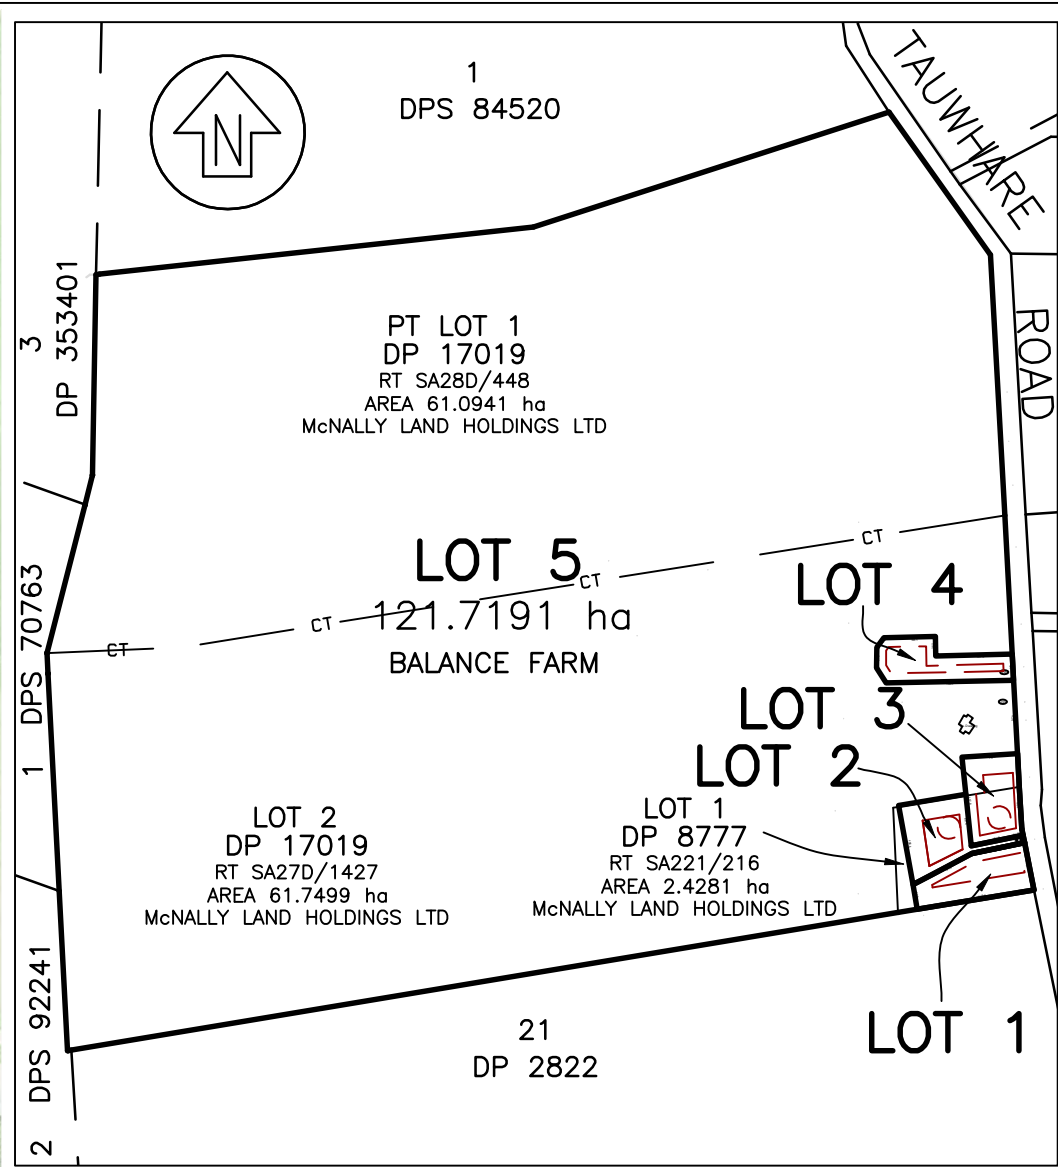 1
DPS 84520
N
TAUWHARE
ROAD
3
DP 353401
PT LOT 1
DP 17019
RT SA28D/448
AREA 61.0941 ha
McNALLY LAND HOLDINGS LTD
CT
CT
CT
CT
LOT 5
121.7191 ha
BALANCE FARM
LOT 4
LOT 3
LOT 2
1
DPS 70763
LOT 2
DP 17019
RT SA27D/1427
AREA 61.7499 ha
McNALLY LAND HOLDINGS LTD
LOT 1
DP 8777
RT SA221/216
AREA 2.4281 ha
McNALLY LAND HOLDINGS LTD
LOT 1
21
DP 2822
2
DPS 92241